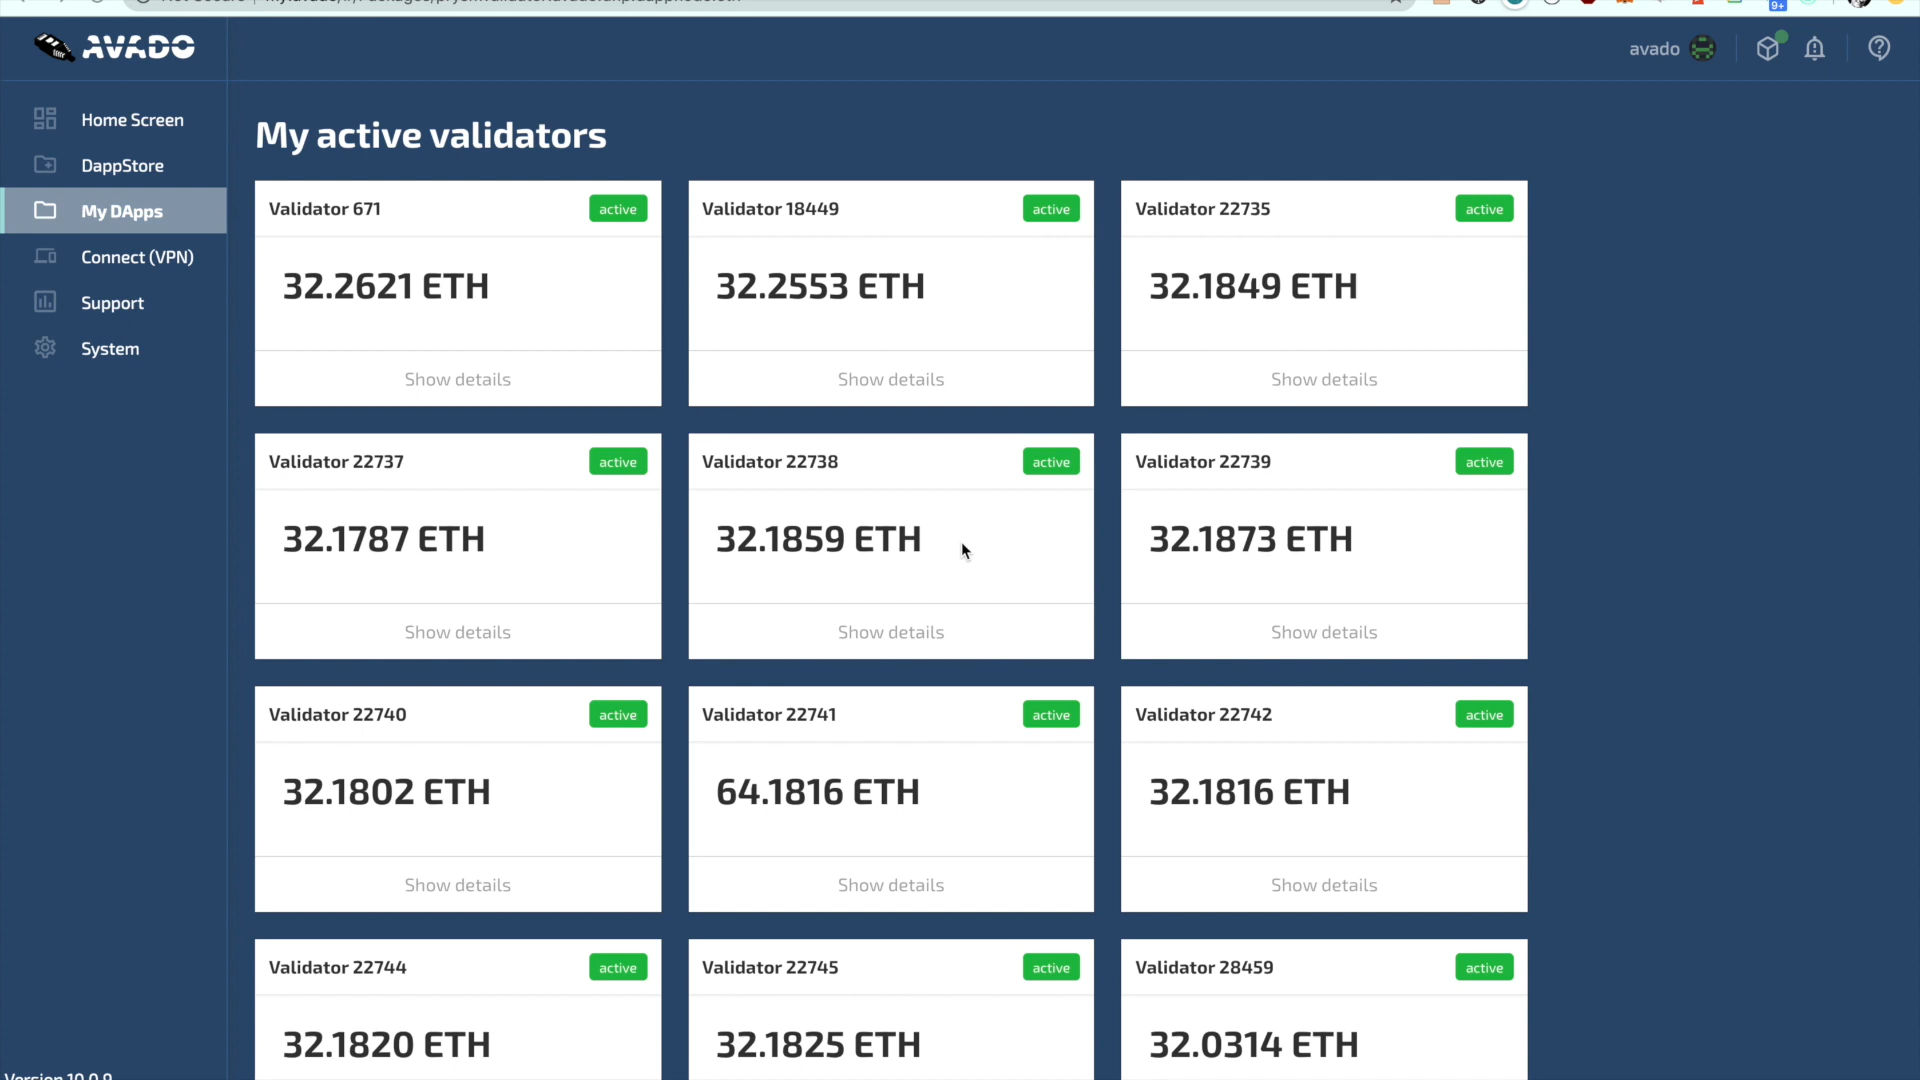 AVADO
avado
Home Screen
DappStore
My DApps
Connect (VPN)
Support
System
My active validators
Validator 671 active
32.2621 ETH
Show details
Validator 18449 active
32.2553 ETH
Show details
Validator 22735 active
32.1849 ETH
Show details
Validator 22737 active
32.1787 ETH
Show details
Validator 22738 active
32.1859 ETH
Show details
Validator 22739 active
32.1873 ETH
Show details
Validator 22740 active
32.1802 ETH
Show details
Validator 22741 active
64.1816 ETH
Show details
Validator 22742 active
32.1816 ETH
Show details
Validator 22744 active
32.1820 ETH
Validator 22745 active
32.1825 ETH
Validator 28459 active
32.0314 ETH
Version 10.0.9
9+